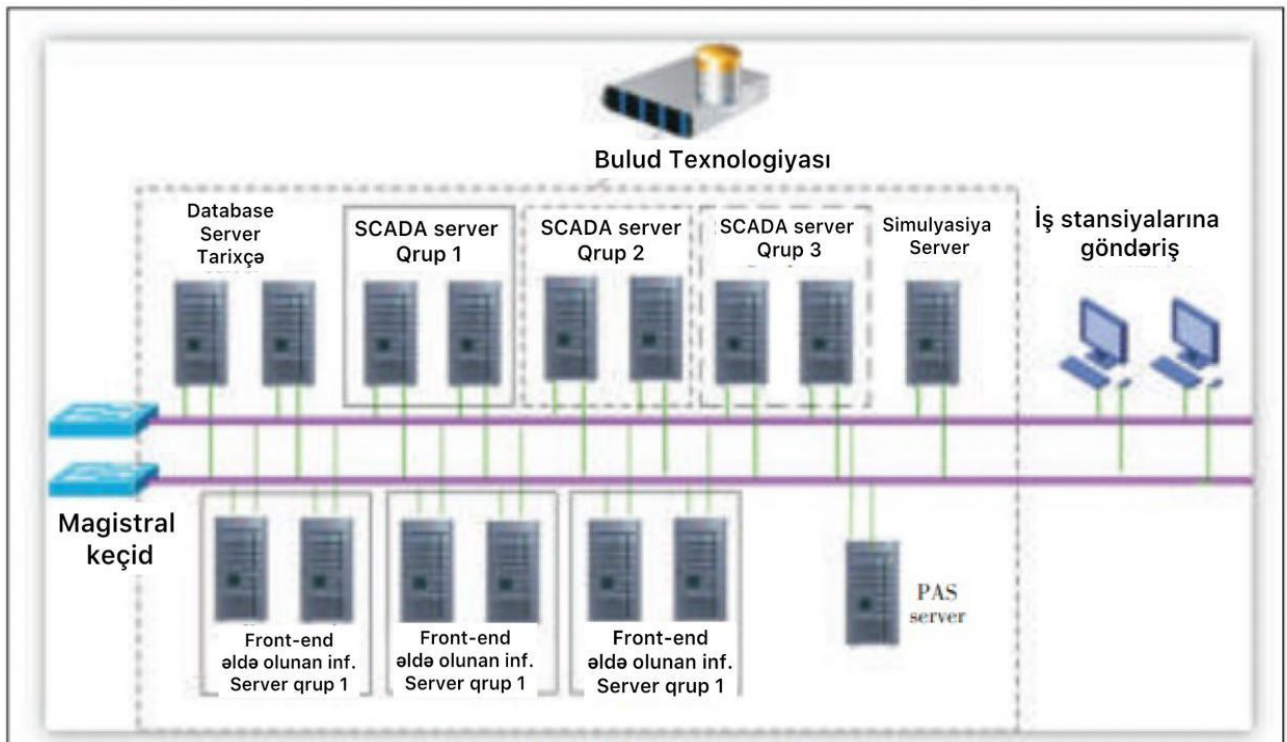 Bulud Texnologiyası
Database
Server
Tarixçə
SCADA server
Qrup 1
SCADA server
Qrup 2
SCADA server
Qrup 3
Simulyasiya
Server
İş stansiyalarına
göndəriş
Magistral
keçid
Front-end
əldə olunan inf.
Server qrup 1
Front-end
əldə olunan inf.
Server qrup 1
Front-end
əldə olunan inf.
Server qrup 1
PAS
server